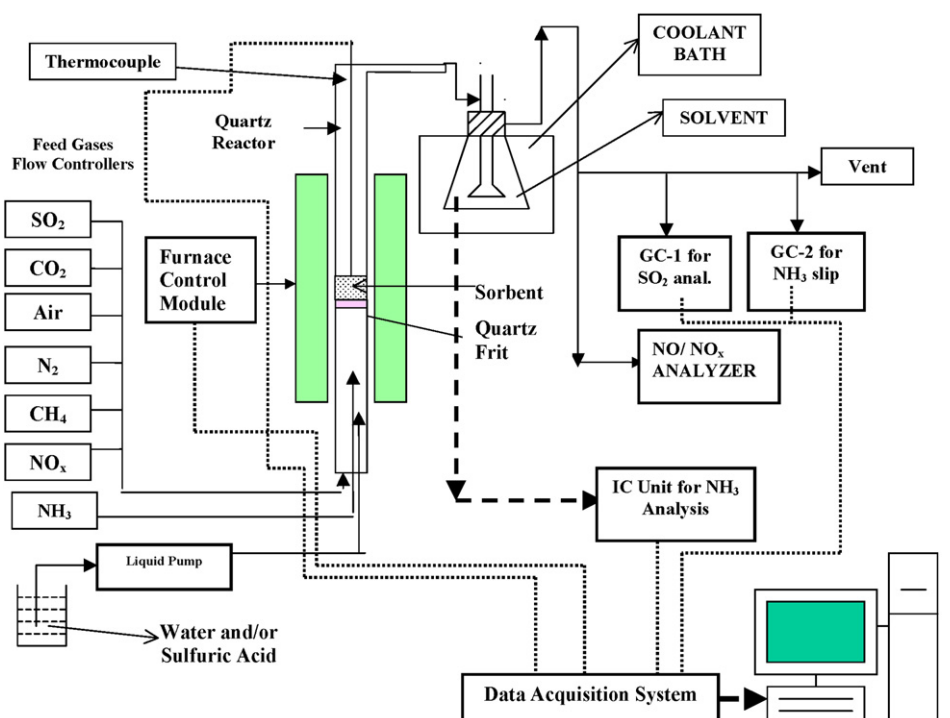 COOLANT
BATH
Thermocouple
SOLVENT
Quartz
Reactor
Feed Gases
Flow Controllers
Vent
SO₂
CO₂
Air
N₂
CH₄
NOₓ
NH₃
Furnace
Control
Module
GC-1 for
SO₂ anal.
GC-2 for
NH₃ slip
Sorbent
Quartz
Frit
NO/ NOₓ
ANALYZER
IC Unit for NH₃
Analysis
Liquid Pump
Water and/or
Sulfuric Acid
Data Acquisition System